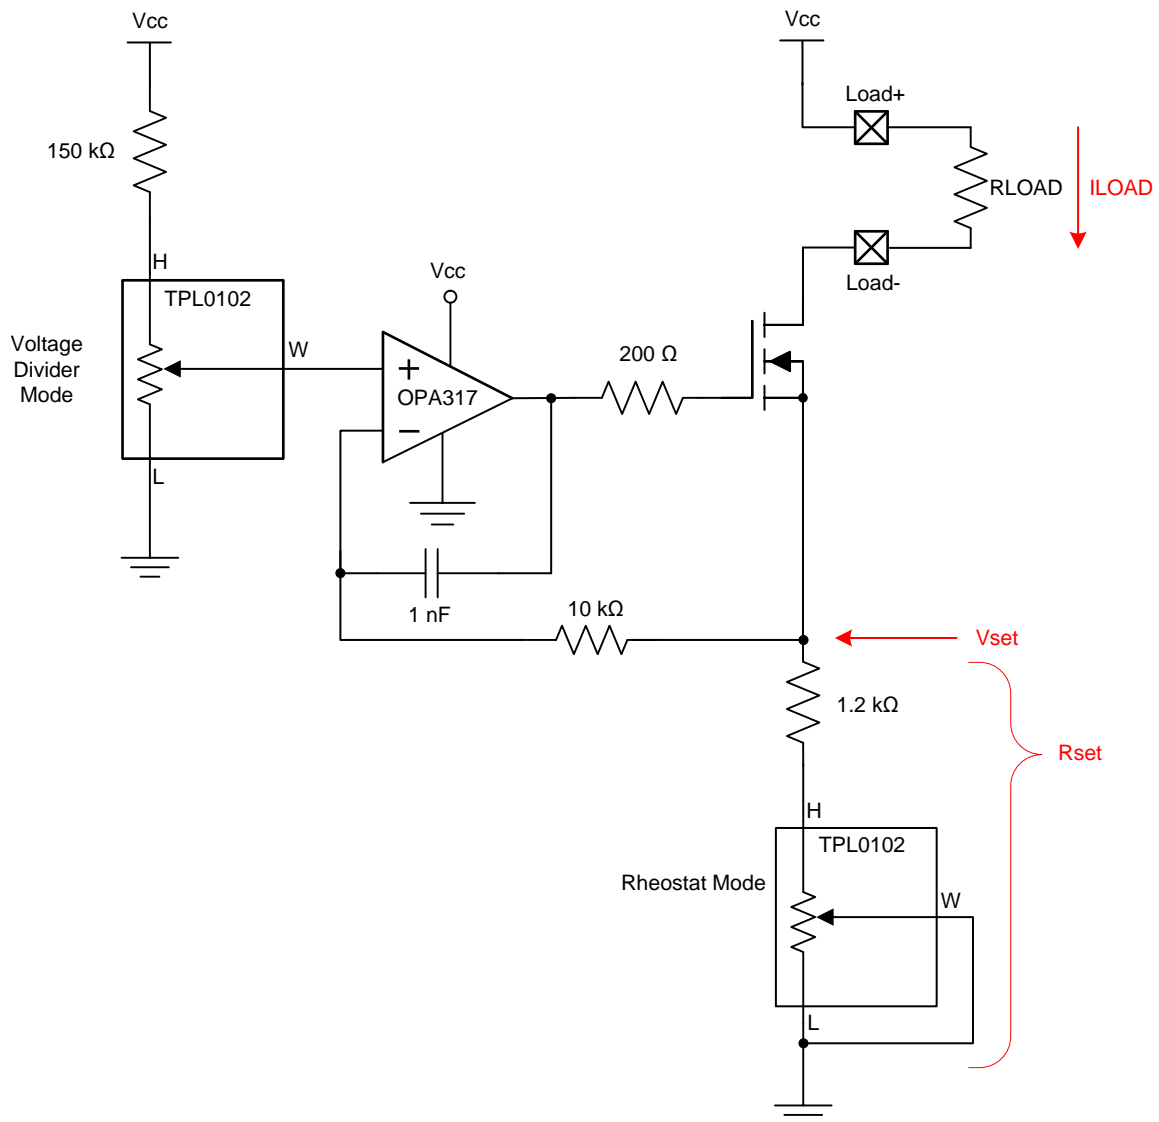 Vcc
Vcc
Load+
150 kΩ
RLOAD
ILOAD
H
Vcc
Load-
TPL0102
Voltage
Divider
Mode
W
200 Ω
+
OPA317
−
L
1 nF
10 kΩ
Vset
1.2 kΩ
Rset
H
TPL0102
Rheostat Mode
W
L